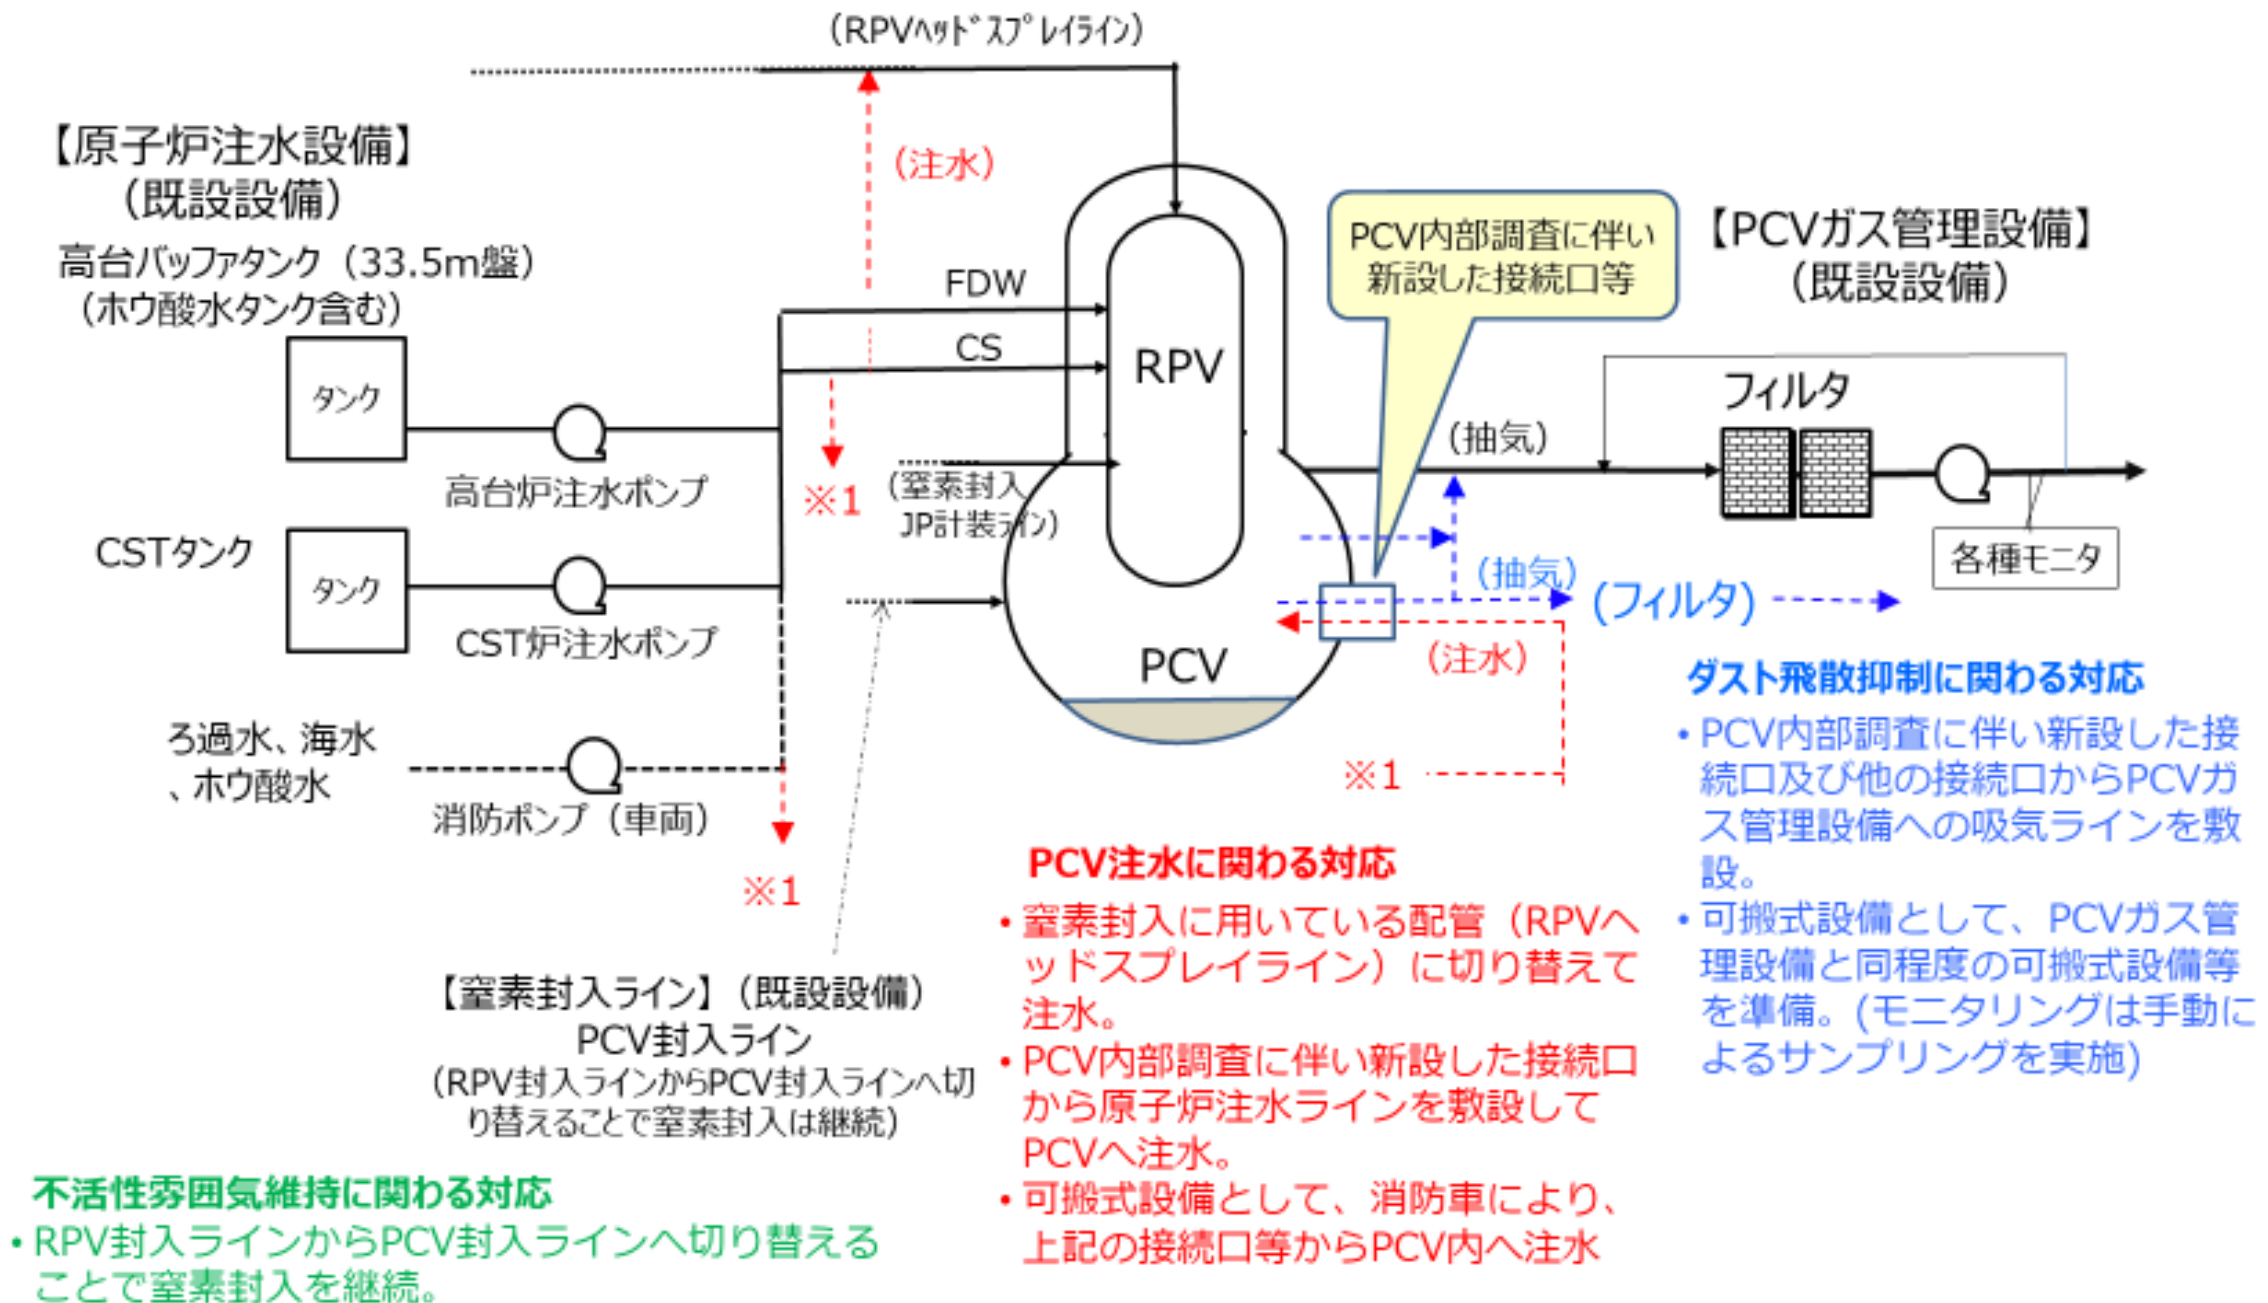 （RPVﾍｯﾄﾞｽﾌﾟﾚｲﾗｲﾝ）
【原子炉注水設備】
（既設設備）
高台バッファタンク（33.5m盤）
（ホウ酸水タンク含む）
タンク
高台炉注水ポンプ
CSTタンク
タンク
CST炉注水ポンプ
ろ過水、海水
、ホウ酸水
消防ポンプ（車両）
※1
（注水）
FDW
CS
※1
（窒素封入
JP計装ﾗｲﾝ）
RPV
PCV
PCV内部調査に伴い
新設した接続口等
【PCVガス管理設備】
（既設設備）
フィルタ
（抽気）
各種モニタ
（抽気）
(フィルタ)
（注水）
※1
【窒素封入ライン】（既設設備）
PCV封入ライン
（RPV封入ラインからPCV封入ラインへ切
り替えることで窒素封入は継続）
不活性雰囲気維持に関わる対応
• RPV封入ラインからPCV封入ラインへ切り替える
ことで窒素封入を継続。
PCV注水に関わる対応
• 窒素封入に用いている配管（RPVヘ
ッドスプレイライン）に切り替えて
注水。
• PCV内部調査に伴い新設した接続口
から原子炉注水ラインを敷設して
PCVへ注水。
• 可搬式設備として、消防車により、
上記の接続口等からPCV内へ注水
ダスト飛散抑制に関わる対応
• PCV内部調査に伴い新設した接
続口及び他の接続口からPCVガ
ス管理設備への吸気ラインを敷
設。
• 可搬式設備として、PCVガス管
理設備と同程度の可搬式設備等
を準備。(モニタリングは手動に
よるサンプリングを実施)